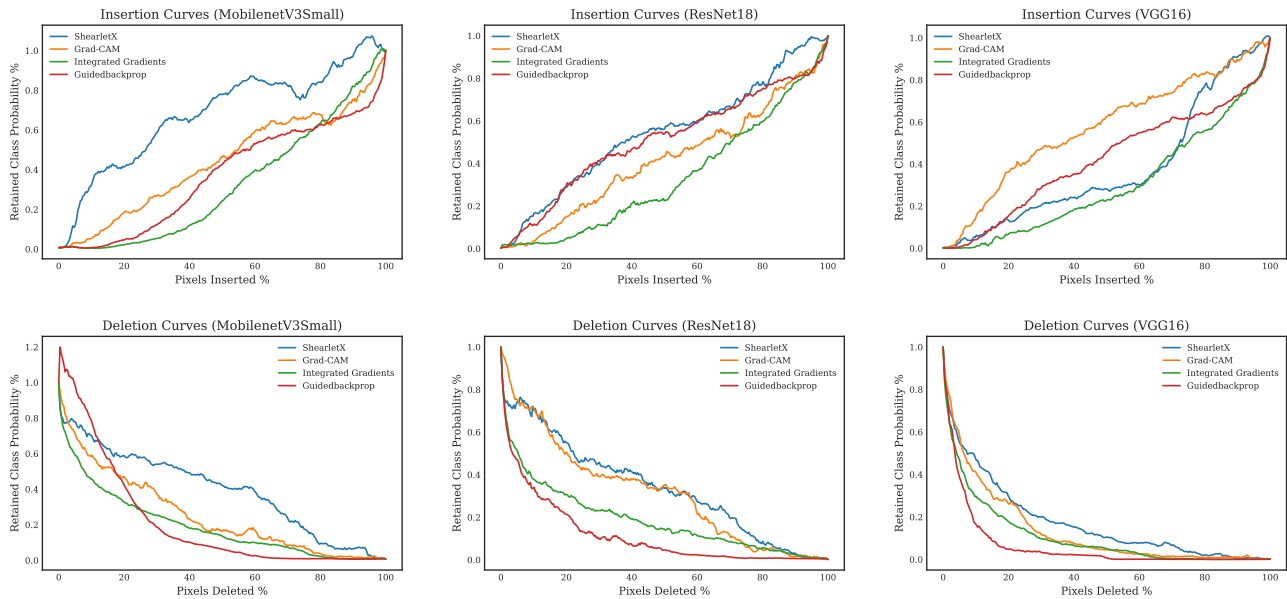 Insertion Curves (MobilenetV3Small)
Retained Class Probability %
1.0
0.8
0.6
0.4
0.2
0.0
ShearletX
Grad-CAM
Integrated Gradients
Guidedbackprop
0 20 40 60 80 100
Pixels Inserted %
Insertion Curves (ResNet18)
Retained Class Probability %
1.0
0.8
0.6
0.4
0.2
0.0
ShearletX
Grad-CAM
Integrated Gradients
Guidedbackprop
0 20 40 60 80 100
Pixels Inserted %
Insertion Curves (VGG16)
Retained Class Probability %
1.0
0.8
0.6
0.4
0.2
0.0
ShearletX
Grad-CAM
Integrated Gradients
Guidedbackprop
0 20 40 60 80 100
Pixels Inserted %
Deletion Curves (MobilenetV3Small)
Retained Class Probability %
1.2
1.0
0.8
0.6
0.4
0.2
0.0
ShearletX
Grad-CAM
Integrated Gradients
Guidedbackprop
0 20 40 60 80 100
Pixels Deleted %
Deletion Curves (ResNet18)
Retained Class Probability %
1.0
0.8
0.6
0.4
0.2
0.0
ShearletX
Grad-CAM
Integrated Gradients
Guidedbackprop
0 20 40 60 80 100
Pixels Deleted %
Deletion Curves (VGG16)
Retained Class Probability %
1.0
0.8
0.6
0.4
0.2
0.0
ShearletX
Grad-CAM
Integrated Gradients
Guidedbackprop
0 20 40 60 80 100
Pixels Deleted %